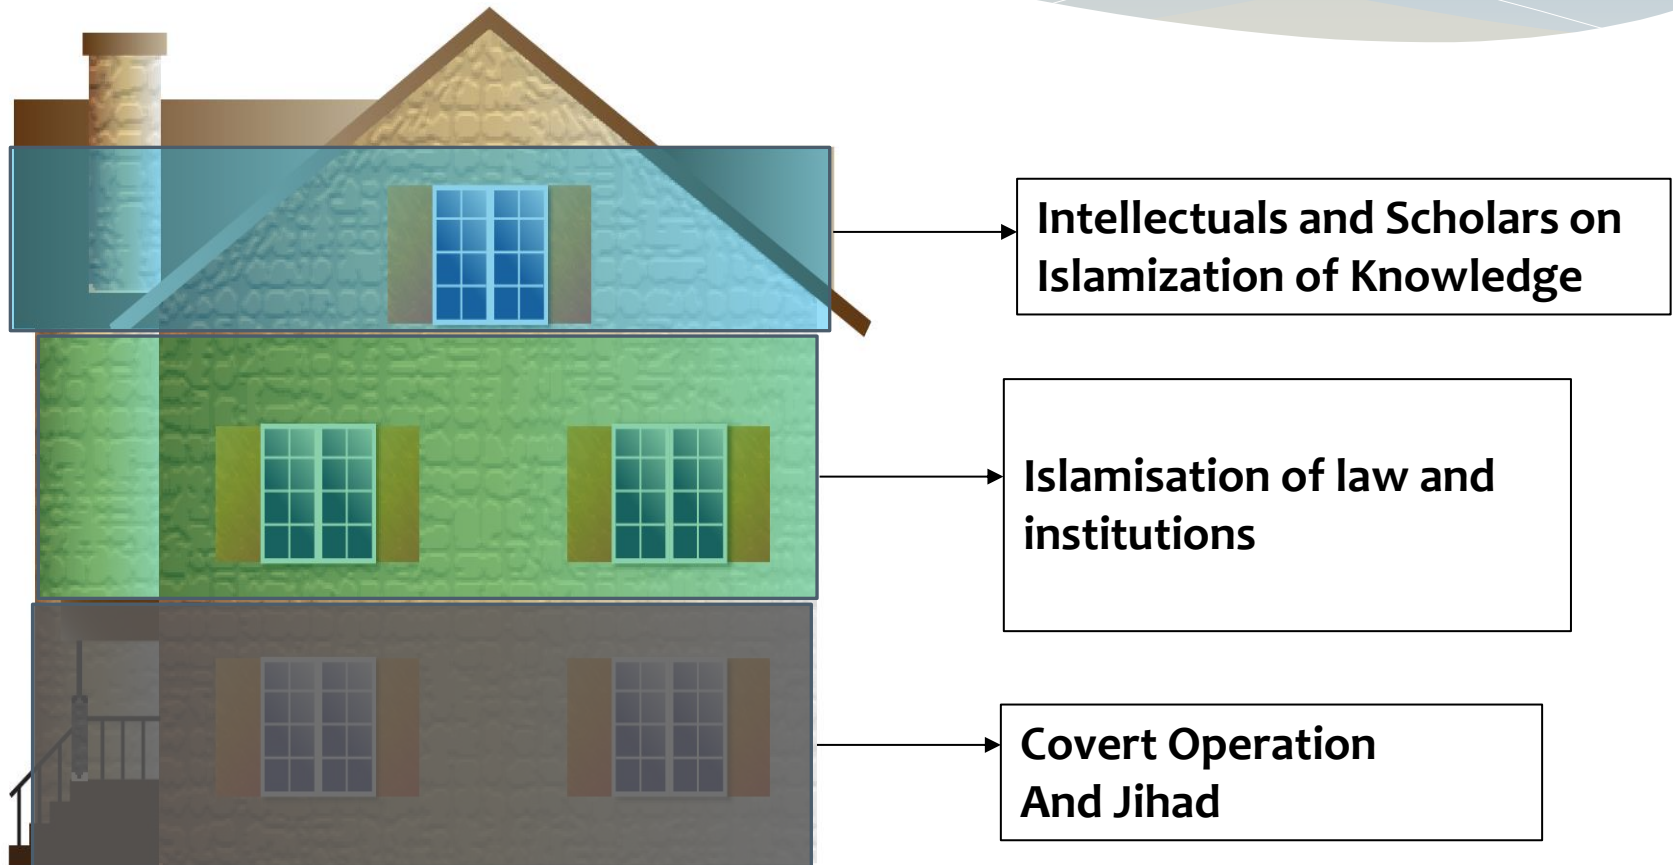 Intellectuals and Scholars on
Islamization of Knowledge
Islamisation of law and
institutions
Covert Operation
And Jihad